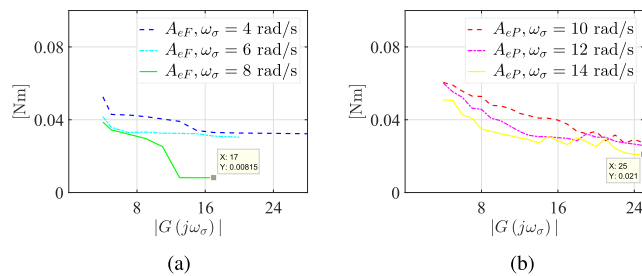 0.08
0.04
0
[Nm]
A_{eF}, ω_σ = 4 rad/s
A_{eF}, ω_σ = 6 rad/s
A_{eF}, ω_σ = 8 rad/s
X: 17
Y: 0.00815
8 16 24
|G (jω_σ)|
(a)
0.08
0.04
0
[Nm]
A_{eP}, ω_σ = 10 rad/s
A_{eP}, ω_σ = 12 rad/s
A_{eP}, ω_σ = 14 rad/s
X: 25
Y: 0.021
8 16 24
|G (jω_σ)|
(b)